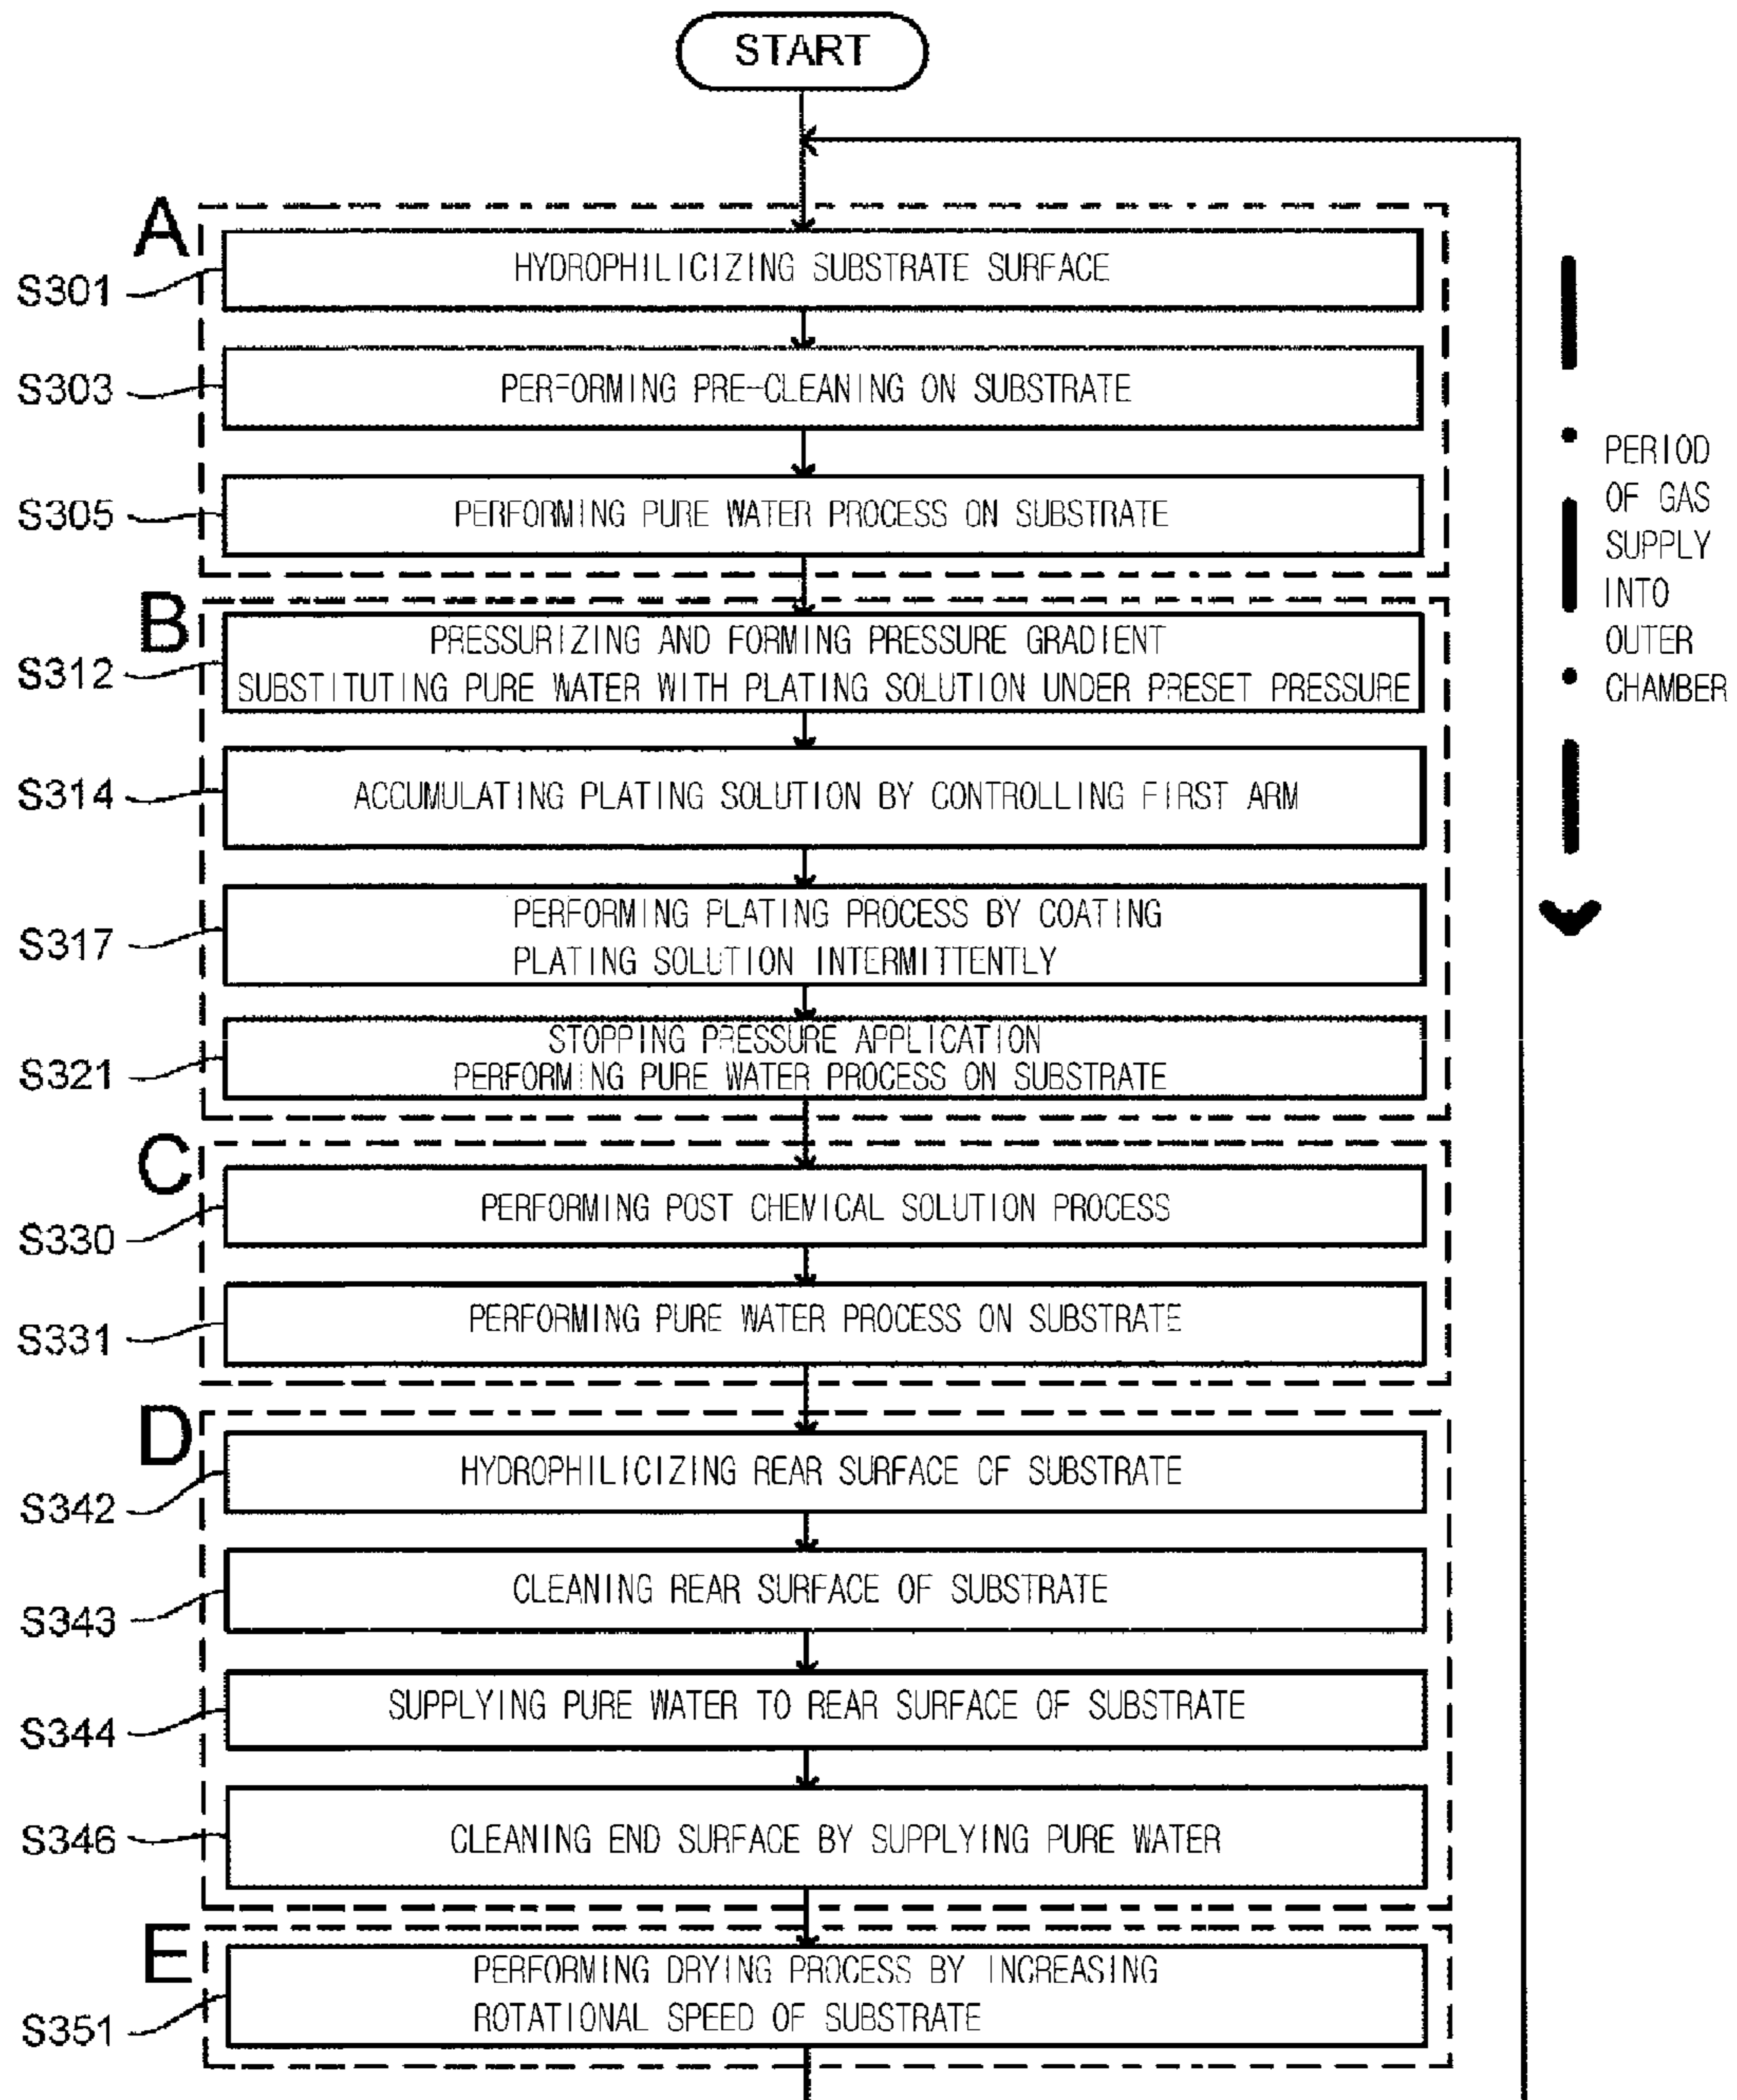 START
A
S301
HYDROPHILICIZING SUBSTRATE SURFACE
S303
PERFORMING PRE-CLEANING ON SUBSTRATE
S305
PERFORMING PURE WATER PROCESS ON SUBSTRATE
B
S312
PRESSURIZING AND FORMING PRESSURE GRADIENT
SUBSTITUTING PURE WATER WITH PLATING SOLUTION UNDER PRESET PRESSURE
S314
ACCUMULATING PLATING SOLUTION BY CONTROLLING FIRST ARM
S317
PERFORMING PLATING PROCESS BY COATING
PLATING SOLUTION INTERMITTENTLY
S321
STOPPING PRESSURE APPLICATION
PERFORMING PURE WATER PROCESS ON SUBSTRATE
C
S330
PERFORMING POST CHEMICAL SOLUTION PROCESS
S331
PERFORMING PURE WATER PROCESS ON SUBSTRATE
D
S342
HYDROPHILICIZING REAR SURFACE OF SUBSTRATE
S343
CLEANING REAR SURFACE OF SUBSTRATE
S344
SUPPLYING PURE WATER TO REAR SURFACE OF SUBSTRATE
S346
CLEANING END SURFACE BY SUPPLYING PURE WATER
E
S351
PERFORMING DRYING PROCESS BY INCREASING
ROTATIONAL SPEED OF SUBSTRATE
PERIOD
OF GAS
SUPPLY
INTO
OUTER
CHAMBER